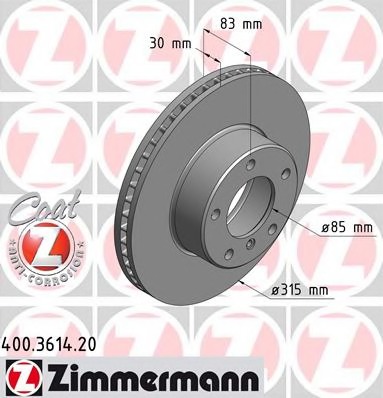 83 mm
30 mm
Coat
Z
ANTI-CORROSION
ø85 mm
ø315 mm
400.3614.20
Z Zimmermann